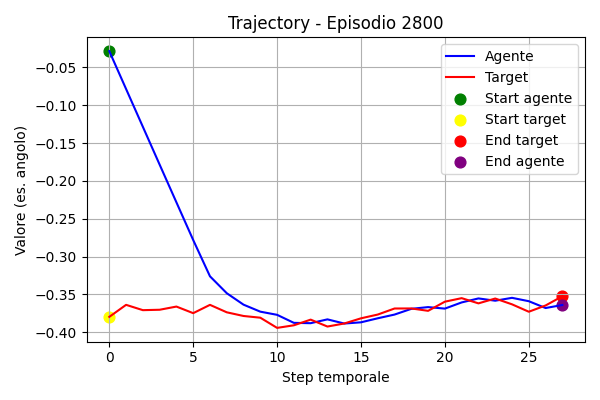 Trajectory - Episodio 2800
Valore (es. angolo)
−0.05
−0.10
−0.15
−0.20
−0.25
−0.30
−0.35
−0.40
Agente
Target
Start agente
Start target
End target
End agente
0
5
10
15
20
25
Step temporale